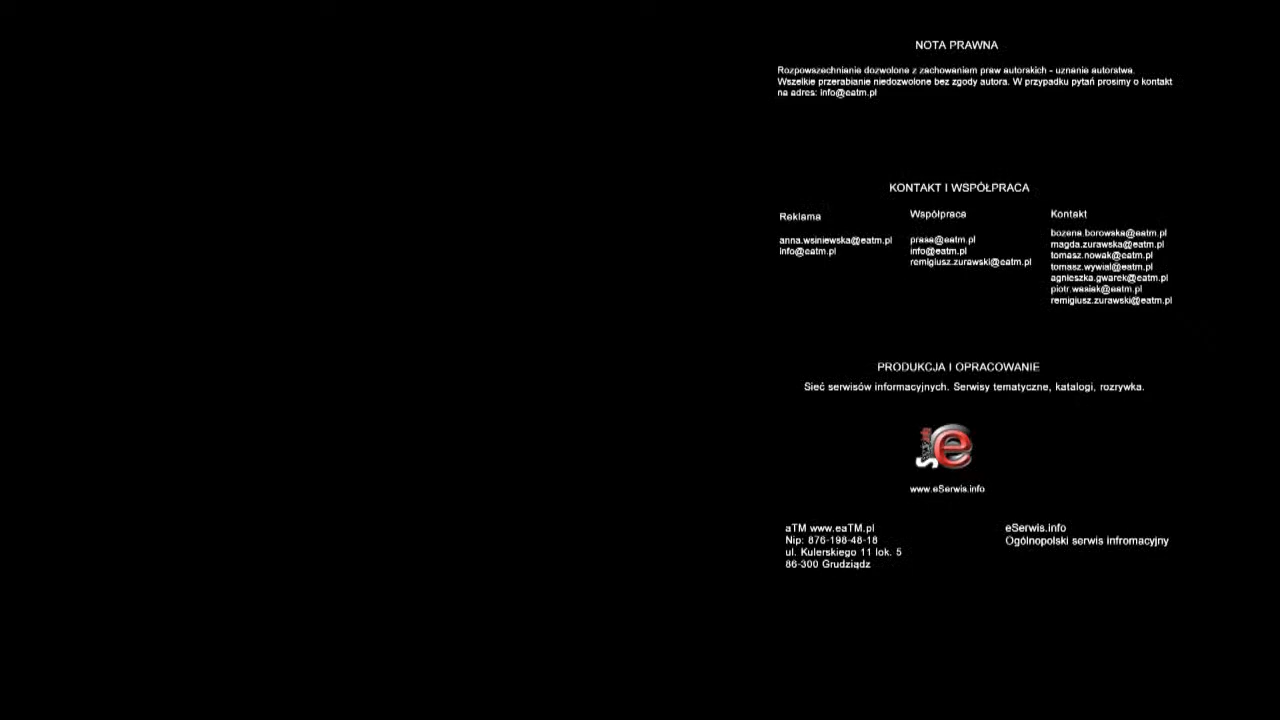 NOTA PRAWNA
Rozpowszechnianie dozwolone z zachowaniem praw autorskich - uznanie autorstwa.
Wszelkie przerabianie niedozwolone bez zgody autora. W przypadku pytań prosimy o kontakt
na adres: info@eatm.pl
KONTAKT I WSPÓŁPRACA
Reklama
anna.wsiniewska@eatm.pl
info@eatm.pl
Współpraca
prasa@eatm.pl
info@eatm.pl
remigiusz.zurawski@eatm.pl
Kontakt
bozena.borowska@eatm.pl
magda.zurawska@eatm.pl
tomasz.nowak@eatm.pl
tomasz.wywial@eatm.pl
agnieszka.gwarek@eatm.pl
piotr.wasiak@eatm.pl
remigiusz.zurawski@eatm.pl
PRODUKCJA I OPRACOWANIE
Sieć serwisów informacyjnych. Serwisy tematyczne, katalogi, rozrywka.
e
www.eSerwis.info
aTM www.eaTM.pl
Nip: 876-198-48-18
ul. Kulerskiego 11 lok. 5
86-300 Grudziądz
eSerwis.info
Ogólnopolski serwis infromacyjny